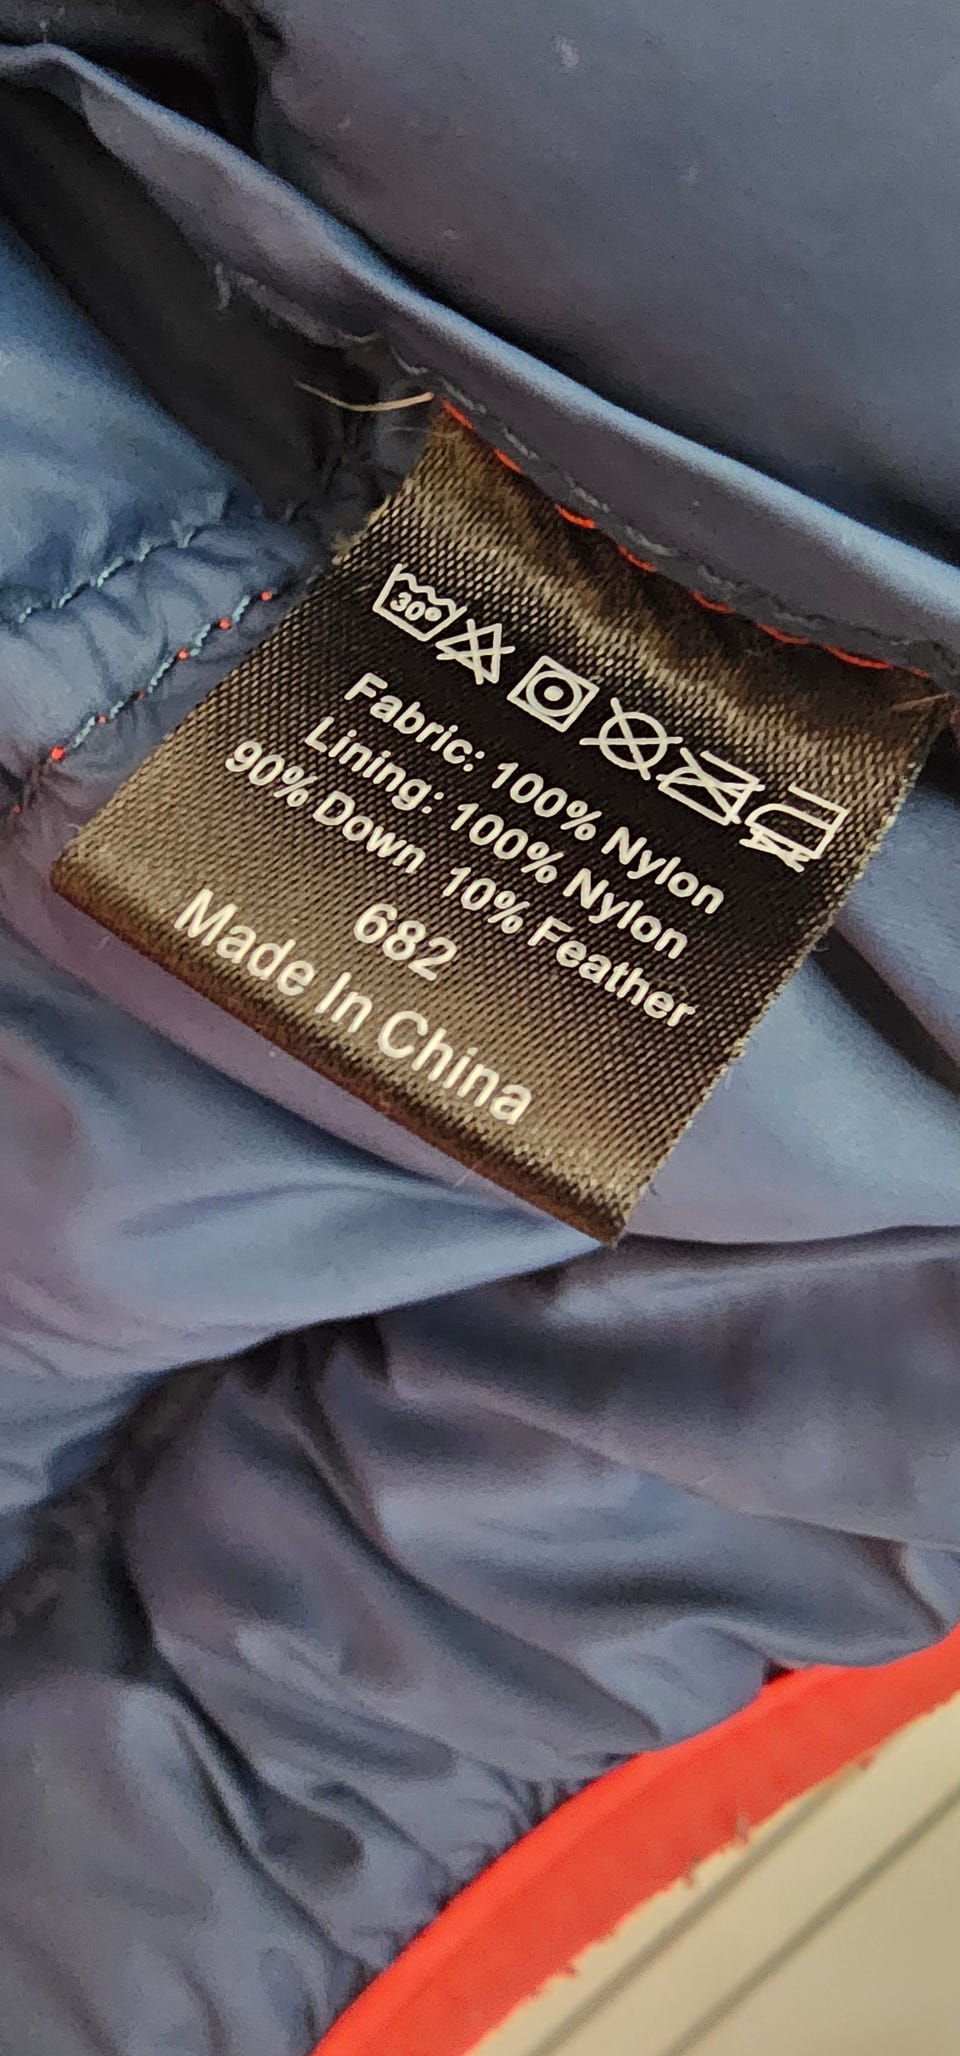 30°
Fabric: 100% Nylon
Lining: 100% Nylon
90% Down 10% Feather
682
Made In China